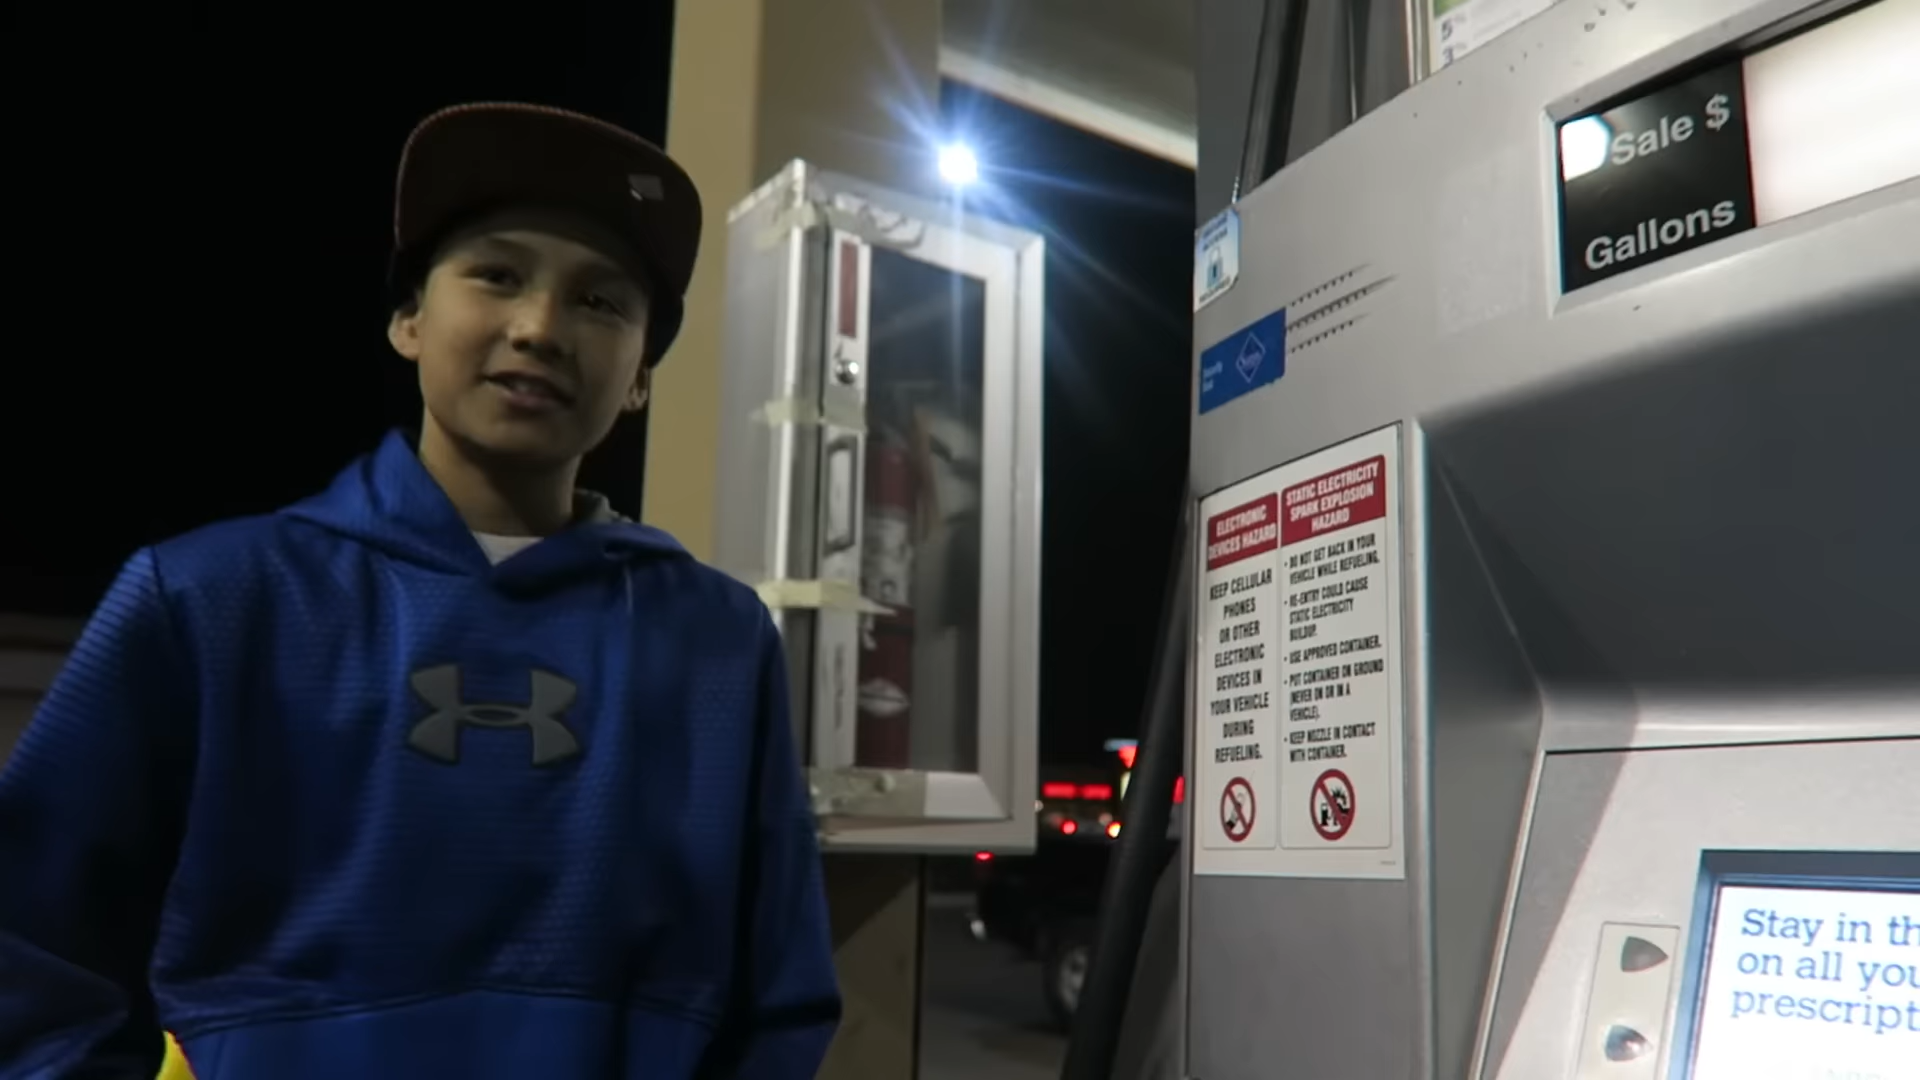 5%
3%
Sale $
Gallons
ELECTRONIC
DEVICES HAZARD
KEEP CELLULAR
PHONES
OR OTHER
ELECTRONIC
DEVICES IN
YOUR VEHICLE
DURING
REFUELING.
STATIC ELECTRICITY
SPARK EXPLOSION
HAZARD
• DO NOT GET BACK IN YOUR
VEHICLE WHILE REFUELING.
• RE-ENTRY COULD CAUSE
STATIC ELECTRICITY
BUILDUP.
• USE APPROVED CONTAINER.
• PUT CONTAINER ON GROUND
(NEVER ON OR IN A
VEHICLE).
• KEEP NOZZLE IN CONTACT
WITH CONTAINER.
Stay in th
on all you
prescript